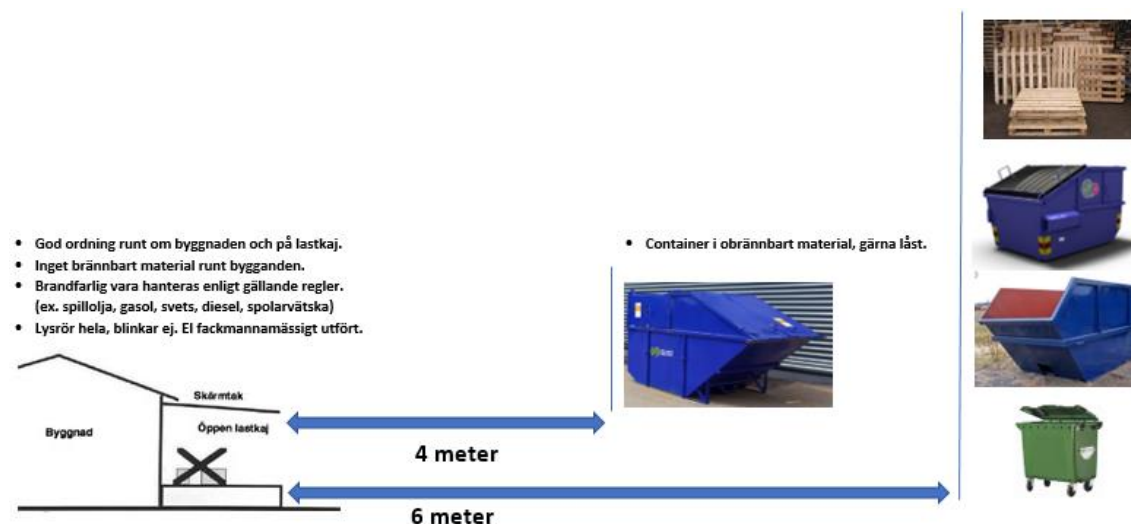 • God ordning runt om byggnaden och på lastkaj.
• Inget brännbart material runt bygganden.
• Brandfarlig vara hanteras enligt gällande regler.
(ex. spillolja, gasol, svets, diesel, spolarvätska)
• Lysrör hela, blinkar ej. El fackmannamässigt utfört.
• Container i obrännbart material, gärna låst.
Skärmtak
Byggnad
Öppen lastkaj
4 meter
6 meter